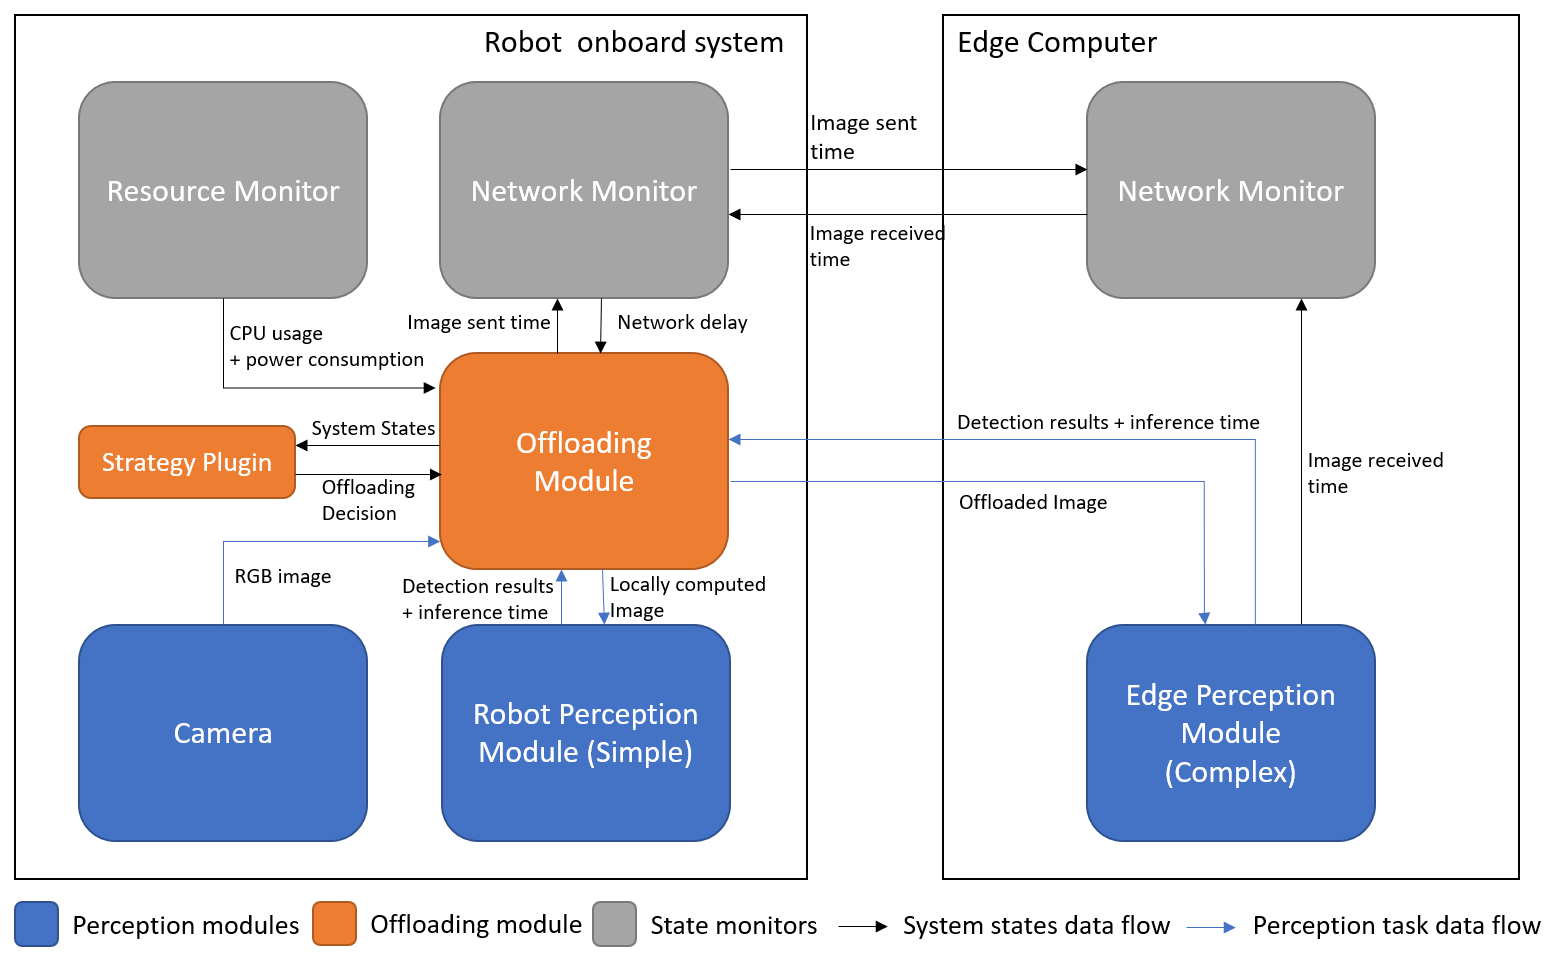 Robot onboard system
Edge Computer
Resource Monitor
Network Monitor
Image sent
time
Network Monitor
Image received
time
CPU usage
+ power consumption
Image sent time
Network delay
Strategy Plugin
System States
Offloading
Decision
Offloading
Module
Detection results + inference time
Offloaded Image
Image received
time
RGB image
Detection results
+ inference time
Locally computed
Image
Camera
Robot Perception
Module (Simple)
Edge Perception
Module
(Complex)
Perception modules
Offloading module
State monitors
System states data flow
Perception task data flow